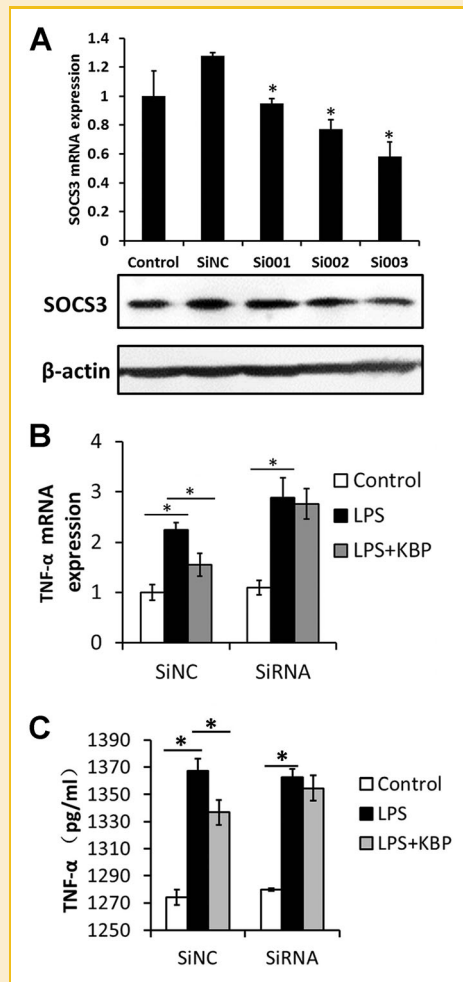 A
SOCS3 mRNA expression
1.4
1.2
1
0.8
0.6
0.4
0.2
0
* * *
Control SiNC Si001 Si002 Si003
SOCS3
β-actin
B
TNF-α mRNA
expression
4
3
2
1
0
* * *
SiNC SiRNA
Control
LPS
LPS+KBP
C
TNF-α (pg/ml)
1390
1370
1350
1330
1310
1290
1270
1250
* * *
SiNC SiRNA
Control
LPS
LPS+KBP